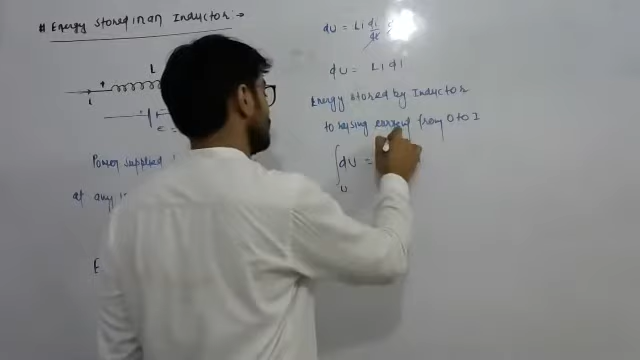 # Energy Stored in an Inductor :→
L
+
i
+ -
e =
Power supplied
at any i
E
dU = Li di/dt
dU = Li di
Energy stored by Inductor
to raising current from 0 to I
∫ dU =
U